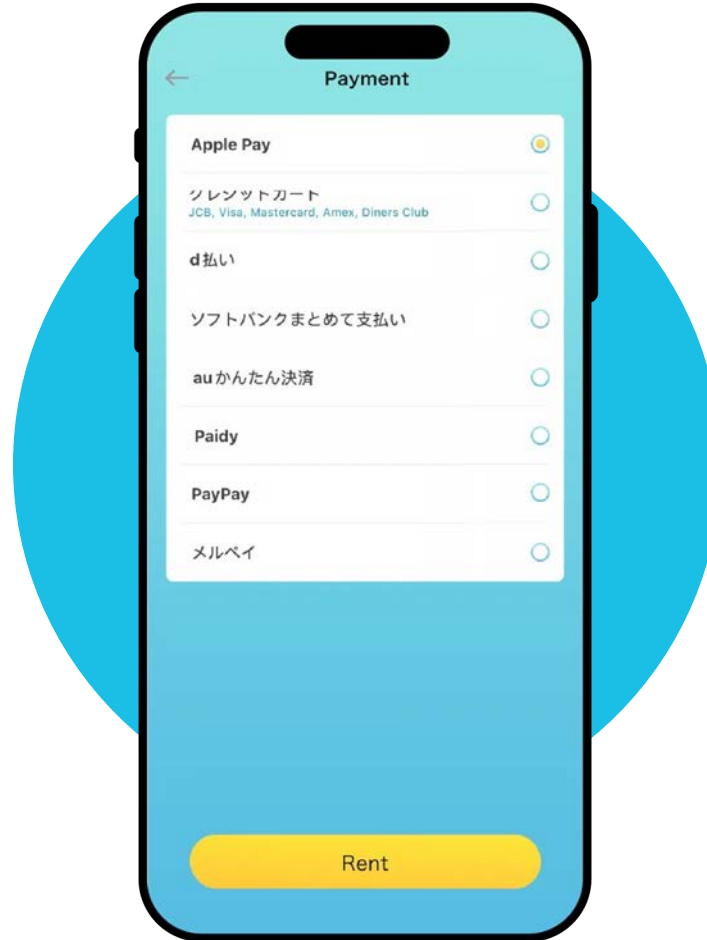 Payment
Apple Pay
クレジットカード
JCB, Visa, Mastercard, Amex, Diners Club
d払い
ソフトバンクまとめて支払い
auかんたん決済
Paidy
PayPay
メルペイ
Rent